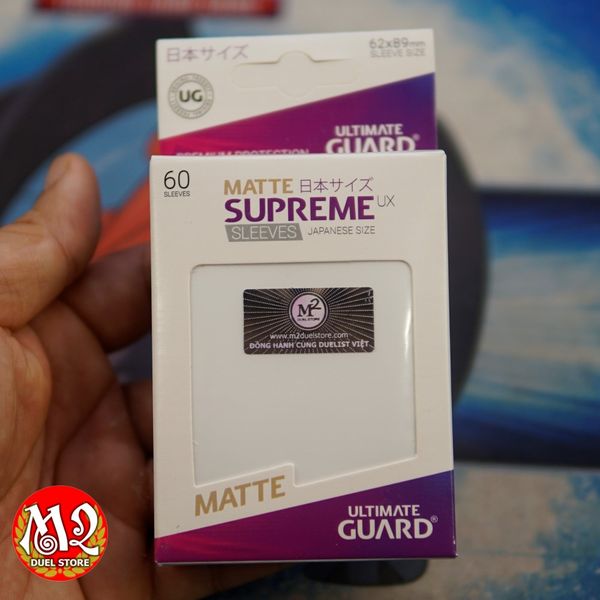 日本サイズ
62x89mm
SLEEVE SIZE
UG
ULTIMATE
GUARD
PREMIUM PROTECTION
60
SLEEVES
MATTE 日本サイズ
SUPREME UX
SLEEVES JAPANESE SIZE
M2
DUEL STORE
www.m2duelstore.com
ĐỒNG HÀNH CÙNG DUELIST VIỆT
MATTE
ULTIMATE
GUARD®
M2
DUEL STORE